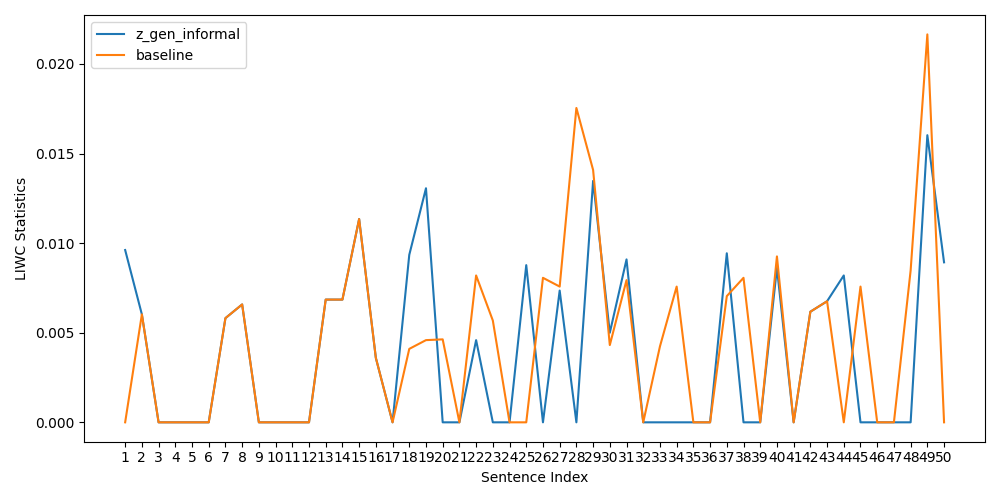 z_gen_informal
baseline
LIWC Statistics
0.020
0.015
0.010
0.005
0.000
1 2 3 4 5 6 7 8 9 10 11 12 13 14 15 16 17 18 19 20 21 22 23 24 25 26 27 28 29 30 31 32 33 34 35 36 37 38 39 40 41 42 43 44 45 46 47 48 49 50
Sentence Index